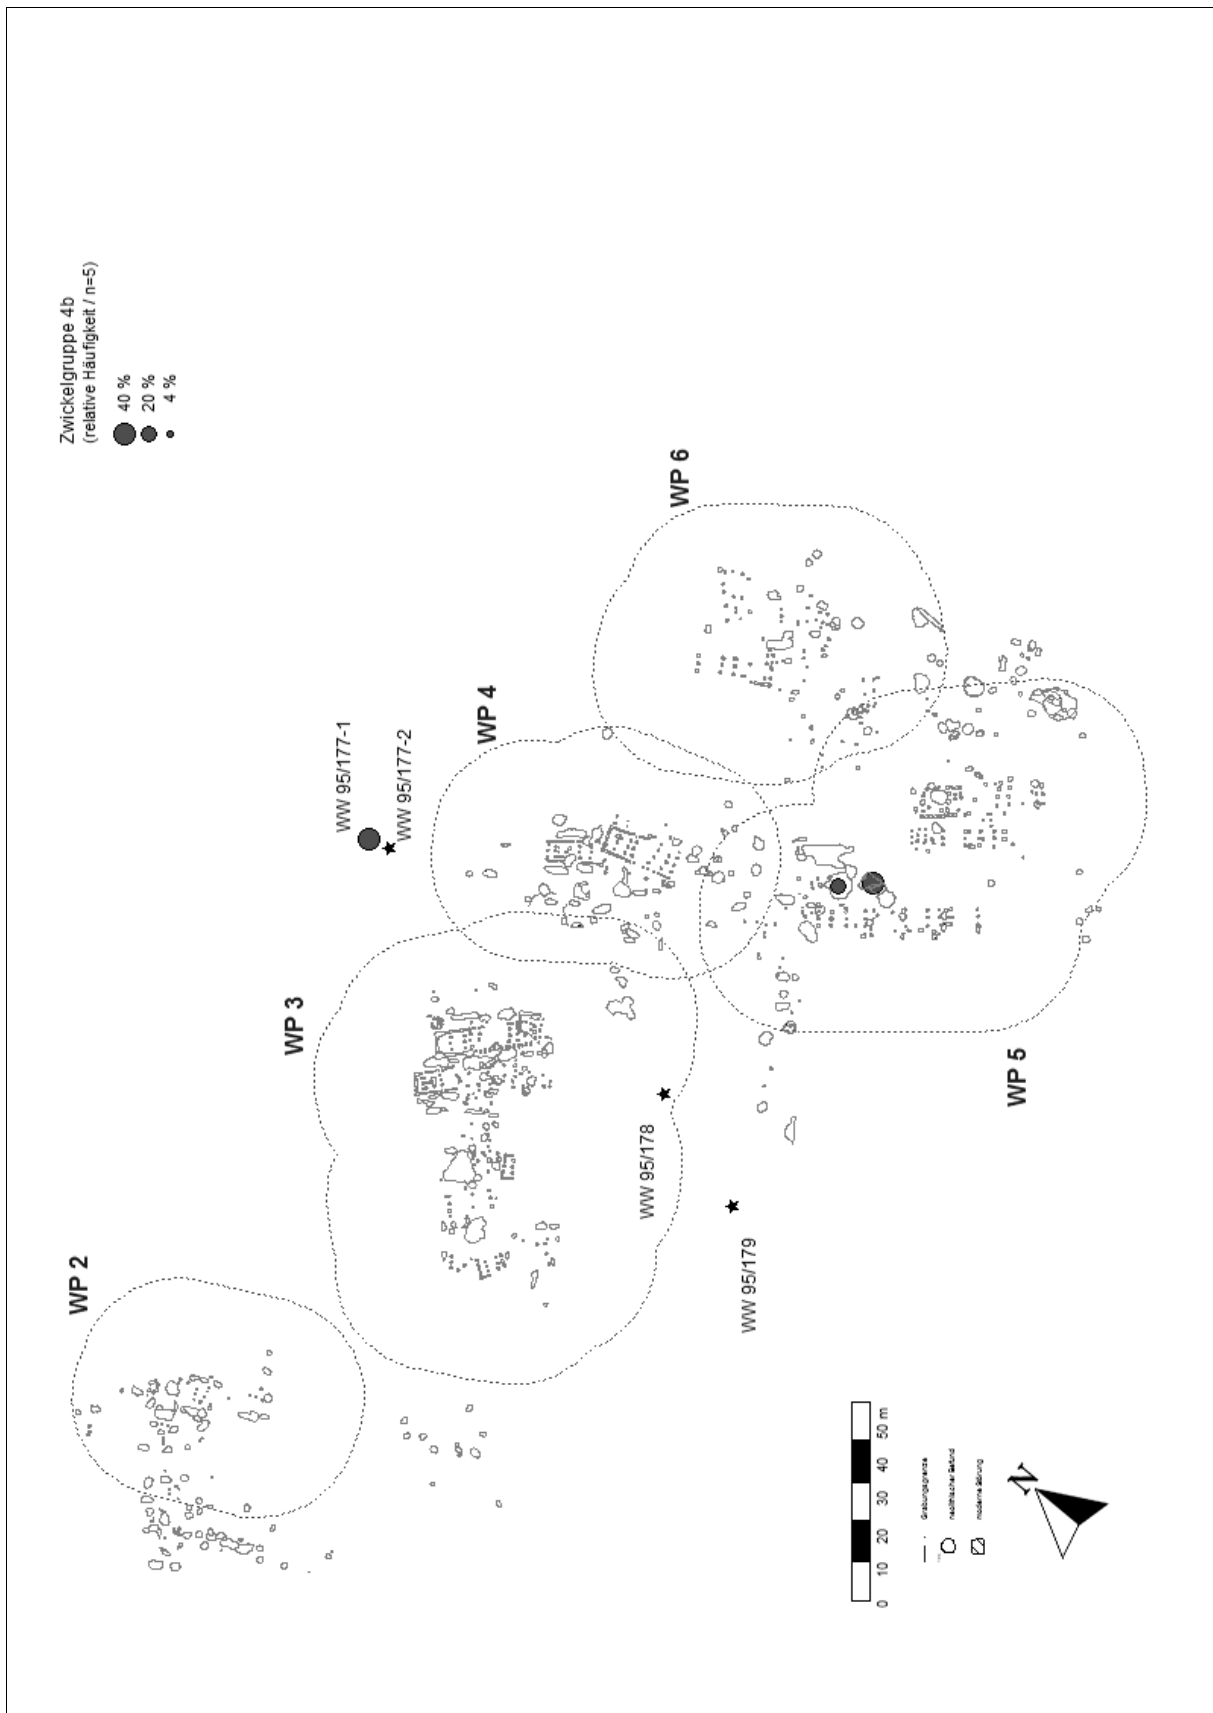 Zwickelgruppe 4b
(relative Häufigkeit / n=5)
40 %
20 %
4 %
WP 2
WP 3
WP 4
WP 6
WP 5
WW 95/177-1
WW 95/177-2
WW 95/178
WW 95/179
0 10 20 30 40 50 m
Grabungsgrenze
neolithischer Befund
moderne Störung
N